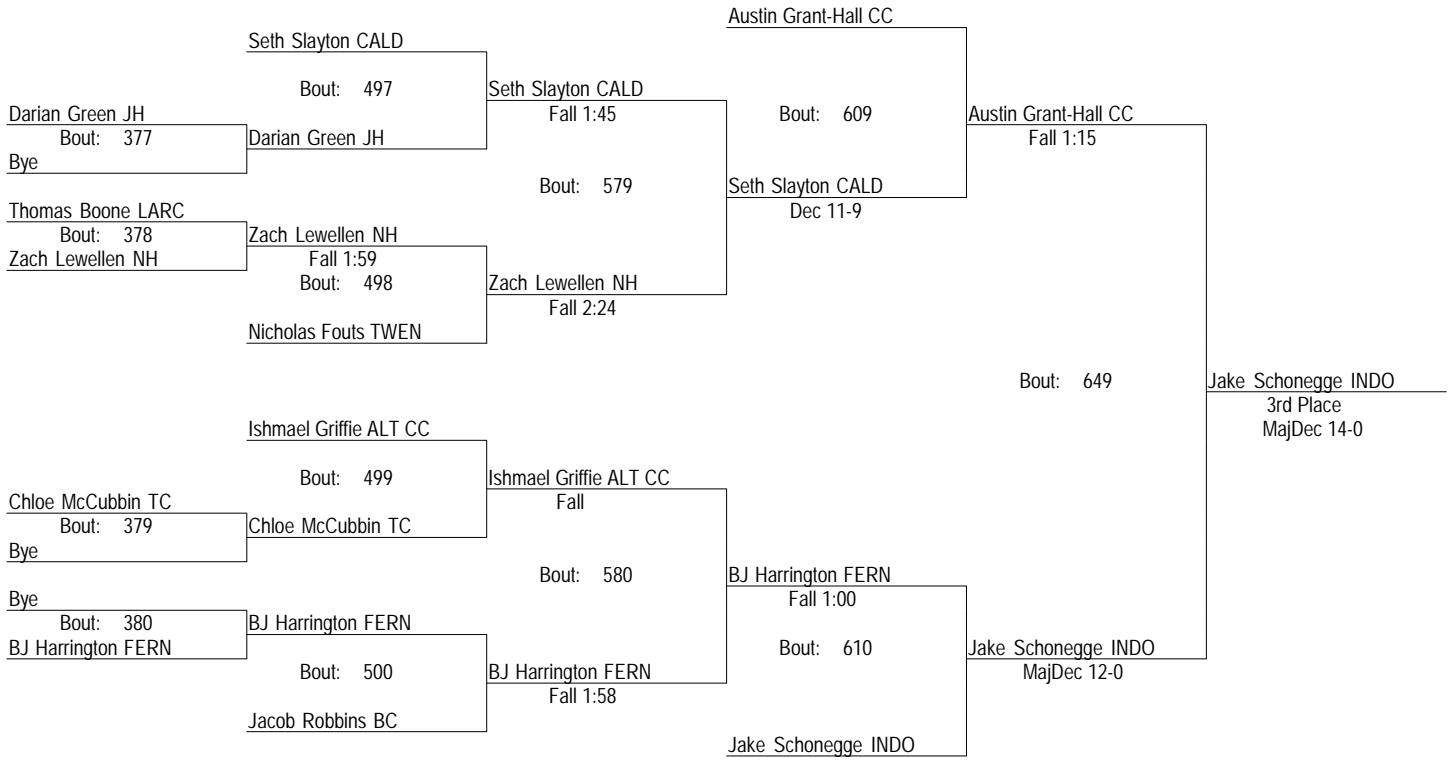 Austin Grant-Hall CC
Seth Slayton CALD
Bout: 497
Seth Slayton CALD
Fall 1:45
Darian Green JH
Bout: 377
Bye
Darian Green JH
Bout: 609
Austin Grant-Hall CC
Fall 1:15
Bout: 579
Seth Slayton CALD
Dec 11-9
Thomas Boone LARC
Bout: 378
Zach Lewellen NH
Zach Lewellen NH
Fall 1:59
Bout: 498
Zach Lewellen NH
Fall 2:24
Nicholas Fouts TWEN
Bout: 649
Jake Schonegge INDO
3rd Place
MajDec 14-0
Ishmael Griffie ALT CC
Bout: 499
Ishmael Griffie ALT CC
Fall
Chloe McCubbin TC
Bout: 379
Bye
Chloe McCubbin TC
Bout: 580
BJ Harrington FERN
Fall 1:00
Bye
Bout: 380
BJ Harrington FERN
BJ Harrington FERN
Bout: 500
BJ Harrington FERN
Fall 1:58
Bout: 610
Jake Schonegge INDO
MajDec 12-0
Jacob Robbins BC
Jake Schonegge INDO